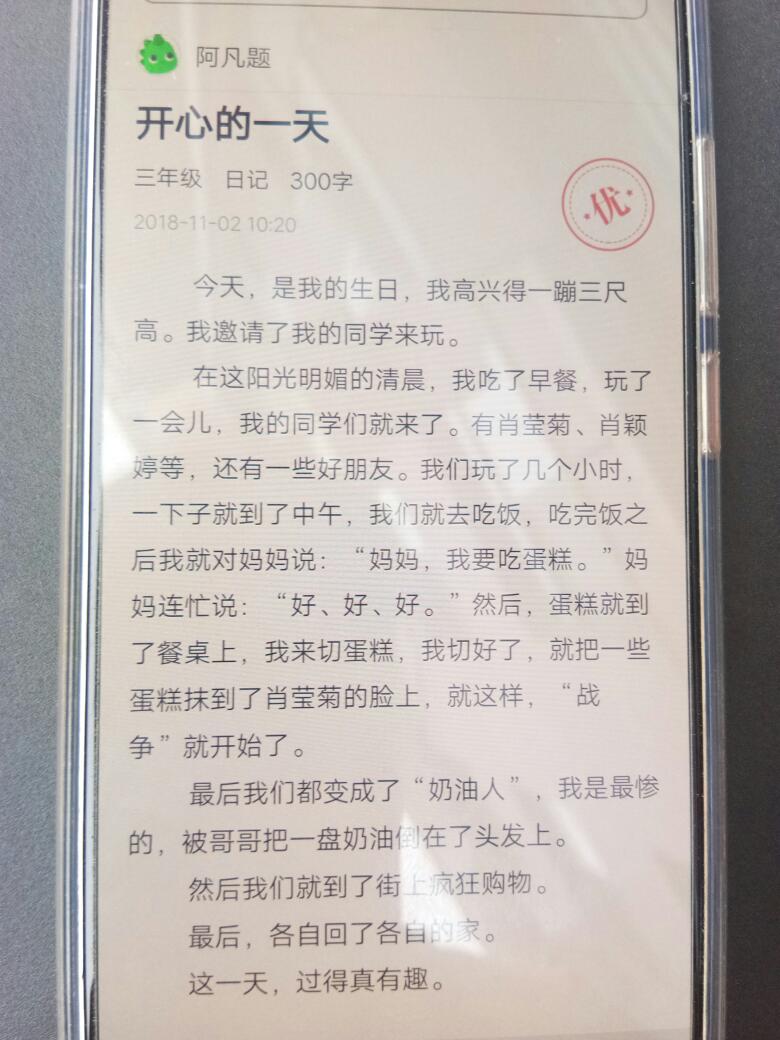 阿凡题
开心的一天
三年级 日记 300字
优
2018-11-02 10:20
今天，是我的生日，我高兴得一蹦三尺
高。我邀请了我的同学来玩。
在这阳光明媚的清晨，我吃了早餐，玩了
一会儿，我的同学们就来了。有肖莹菊、肖颖
婷等，还有一些好朋友。我们玩了几个小时，
一下子就到了中午，我们就去吃饭，吃完饭之
后我就对妈妈说：“妈妈，我要吃蛋糕。”妈
妈连忙说：“好、好、好。”然后，蛋糕就到
了餐桌上，我来切蛋糕，我切好了，就把一些
蛋糕抹到了肖莹菊的脸上，就这样，“战
争”就开始了。
最后我们都变成了“奶油人”，我是最惨
的，被哥哥把一盘奶油倒在了头发上。
然后我们就到了街上疯狂购物。
最后，各自回了各自的家。
这一天，过得真有趣。